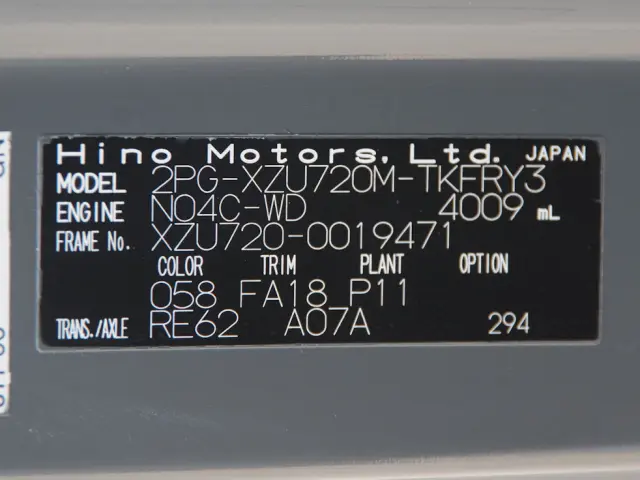 Hino Motors, Ltd. JAPAN
MODEL 2PG-XZU720M-TKFRY3
ENGINE N04C-WD 4009 mL
FRAME No. XZU720-0019471
COLOR TRIM PLANT OPTION
058 FA18 P11
TRANS./AXLE RE62 A07A 294